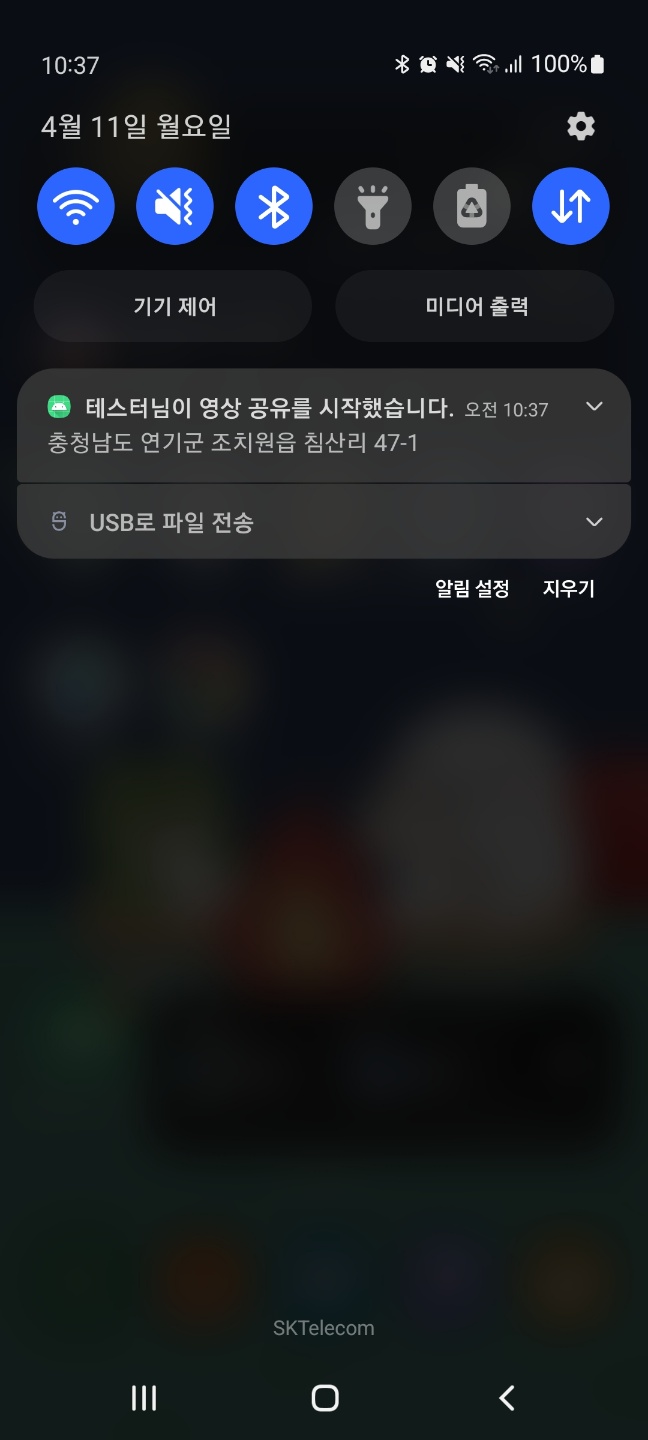 10:37 100%
4월 11일 월요일
기기 제어 미디어 출력
테스터님이 영상 공유를 시작했습니다. 오전 10:37
충청남도 연기군 조치원읍 침산리 47-1
USB로 파일 전송
알림 설정 지우기
SKTelecom